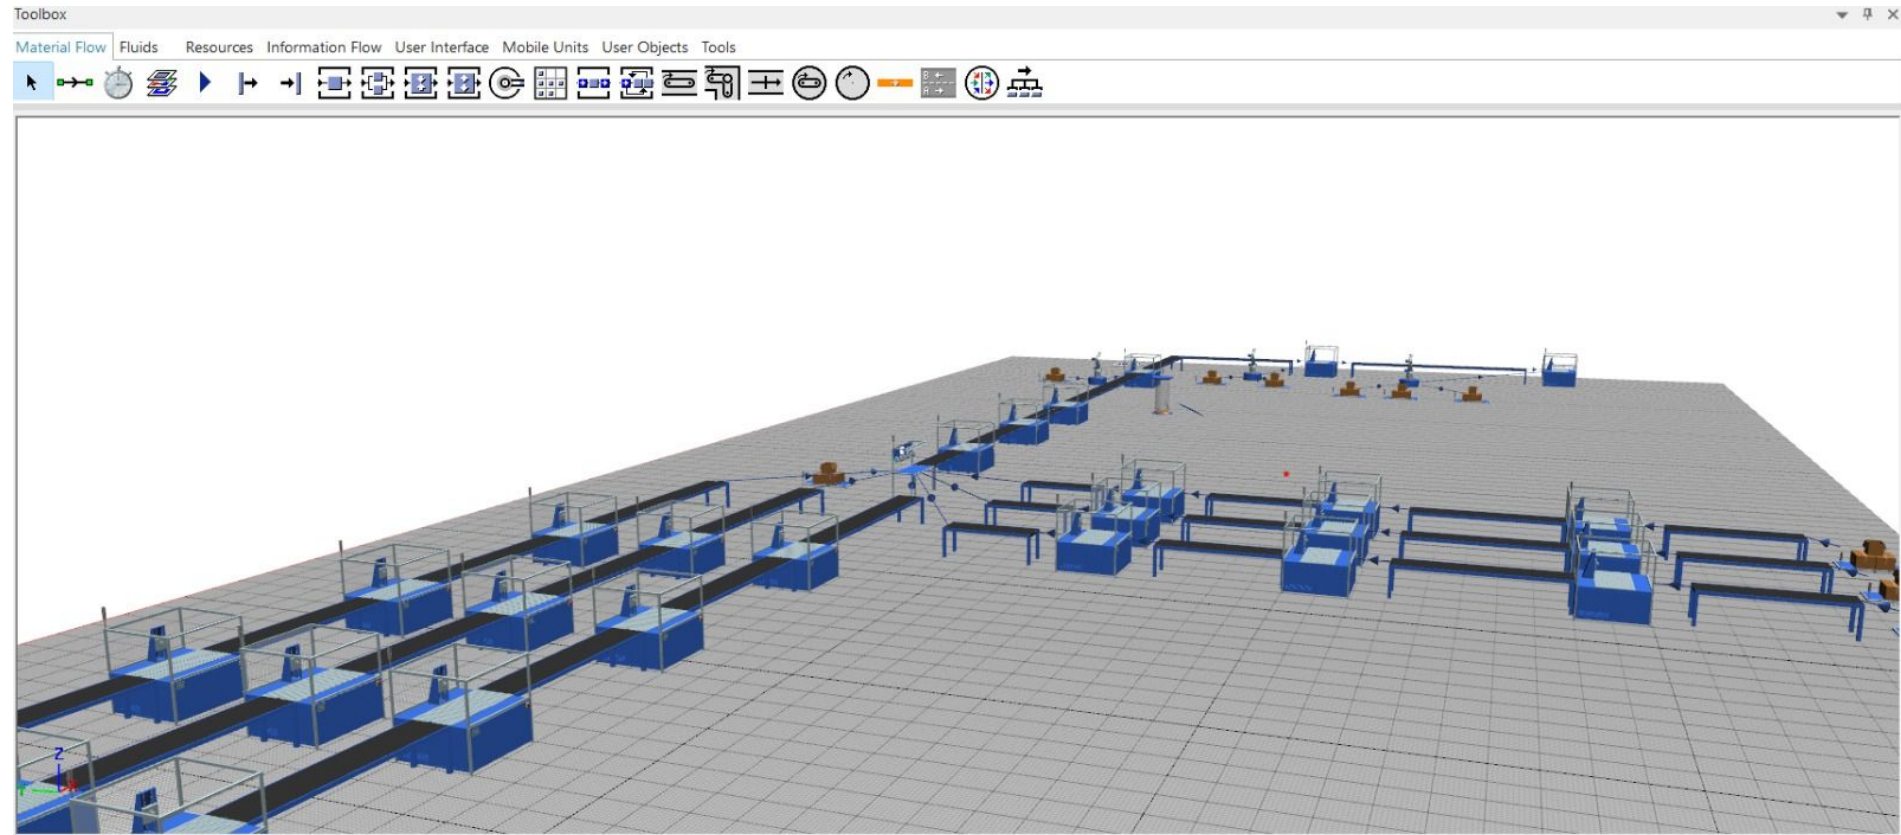 Toolbox
Material Flow Fluids Resources Information Flow User Interface Mobile Units User Objects Tools
B
A
Z